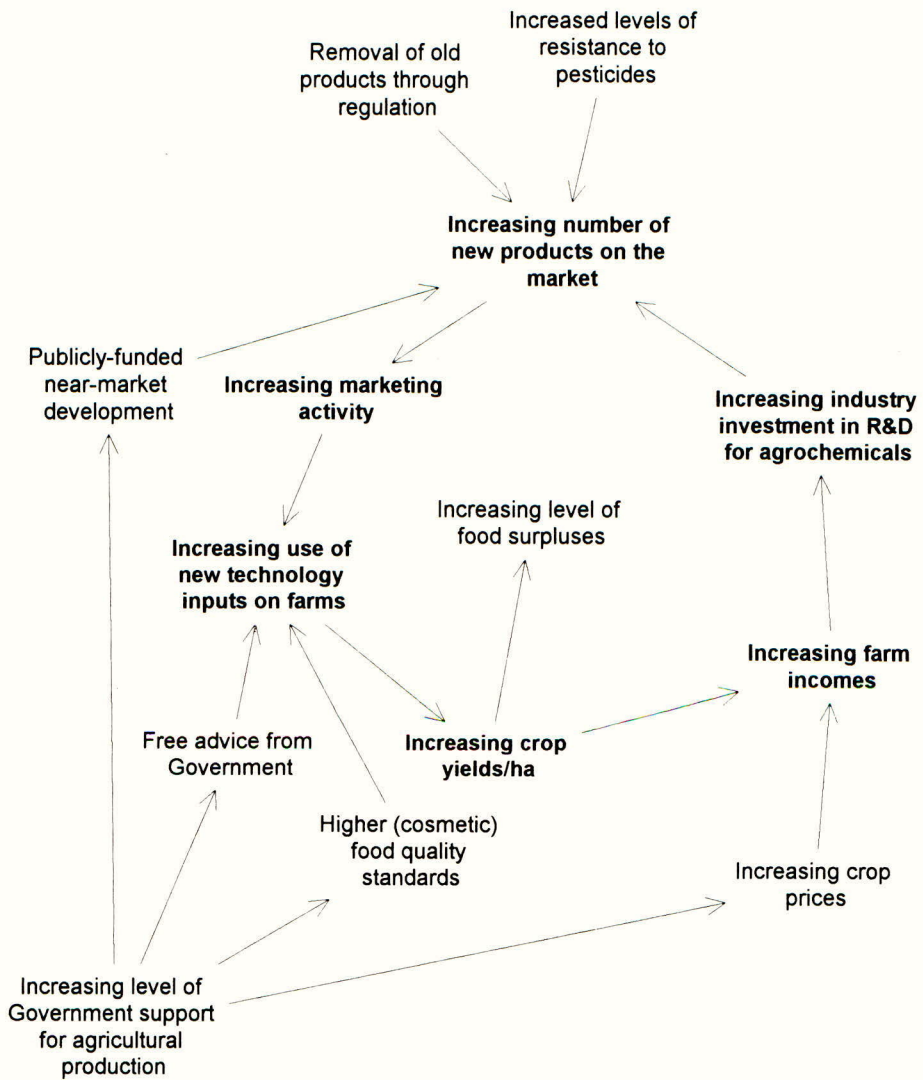 Increased levels of
resistance to
pesticides
Removal of old
products through
regulation
Increasing number of
new products on the
market
Publicly-funded
near-market
development
Increasing marketing
activity
Increasing industry
investment in R&D
for agrochemicals
Increasing level of
food surpluses
Increasing use of
new technology
inputs on farms
Increasing farm
incomes
Free advice from
Government
Increasing crop
yields/ha
Higher (cosmetic)
food quality
standards
Increasing crop
prices
Increasing level of
Government support
for agricultural
production